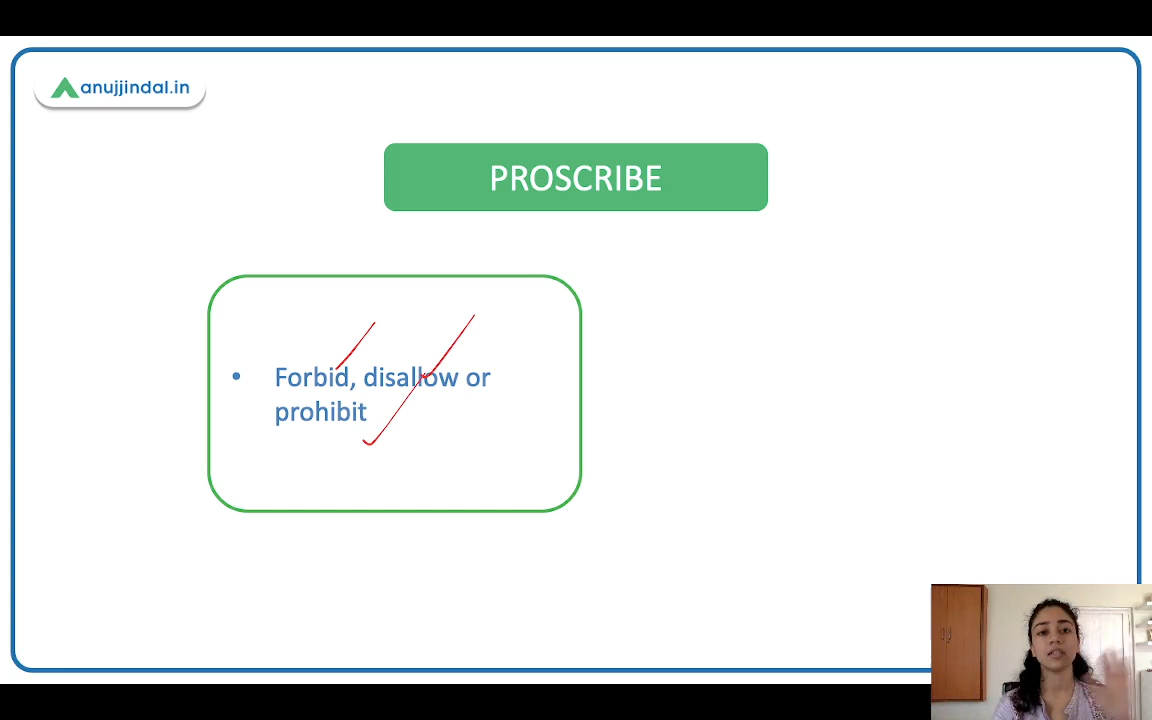 anujjindal.in
PROSCRIBE
• Forbid, disallow or
prohibit